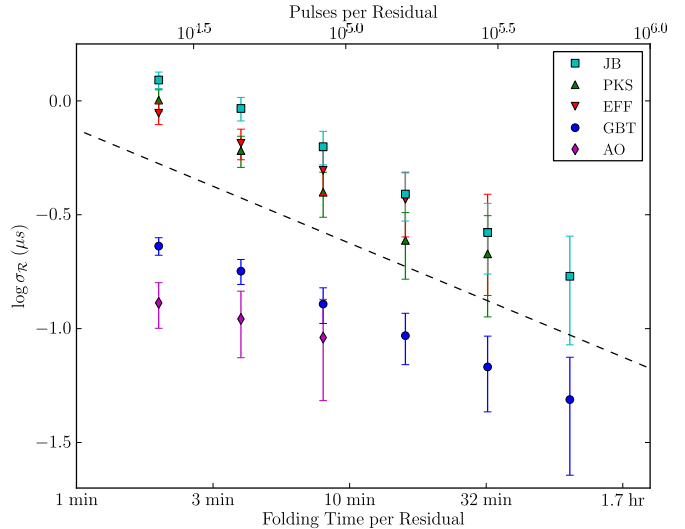 Pulses per Residual
10^4.5 10^5.0 10^5.5 10^6.0
JB
PKS
EFF
GBT
AO
log σ_R (μs)
0.0
−0.5
−1.0
−1.5
1 min 3 min 10 min 32 min 1.7 hr
Folding Time per Residual